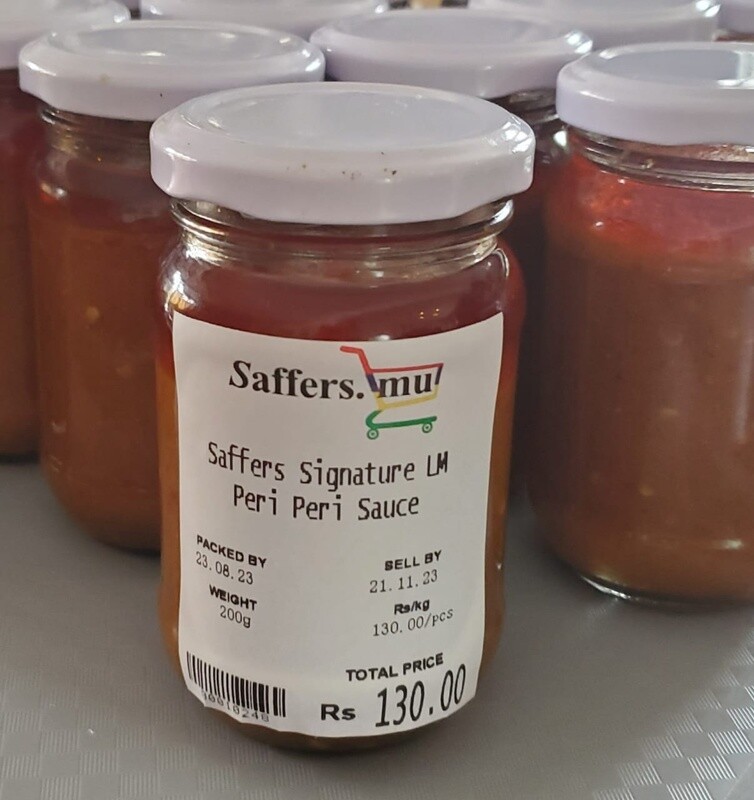 Saffers.mu
Saffers Signature LM
Peri Peri Sauce
PACKED BY
23.08.23
SELL BY
21.11.23
WEIGHT
200g
Rs/kg
130.00/pcs
TOTAL PRICE
Rs 130.00